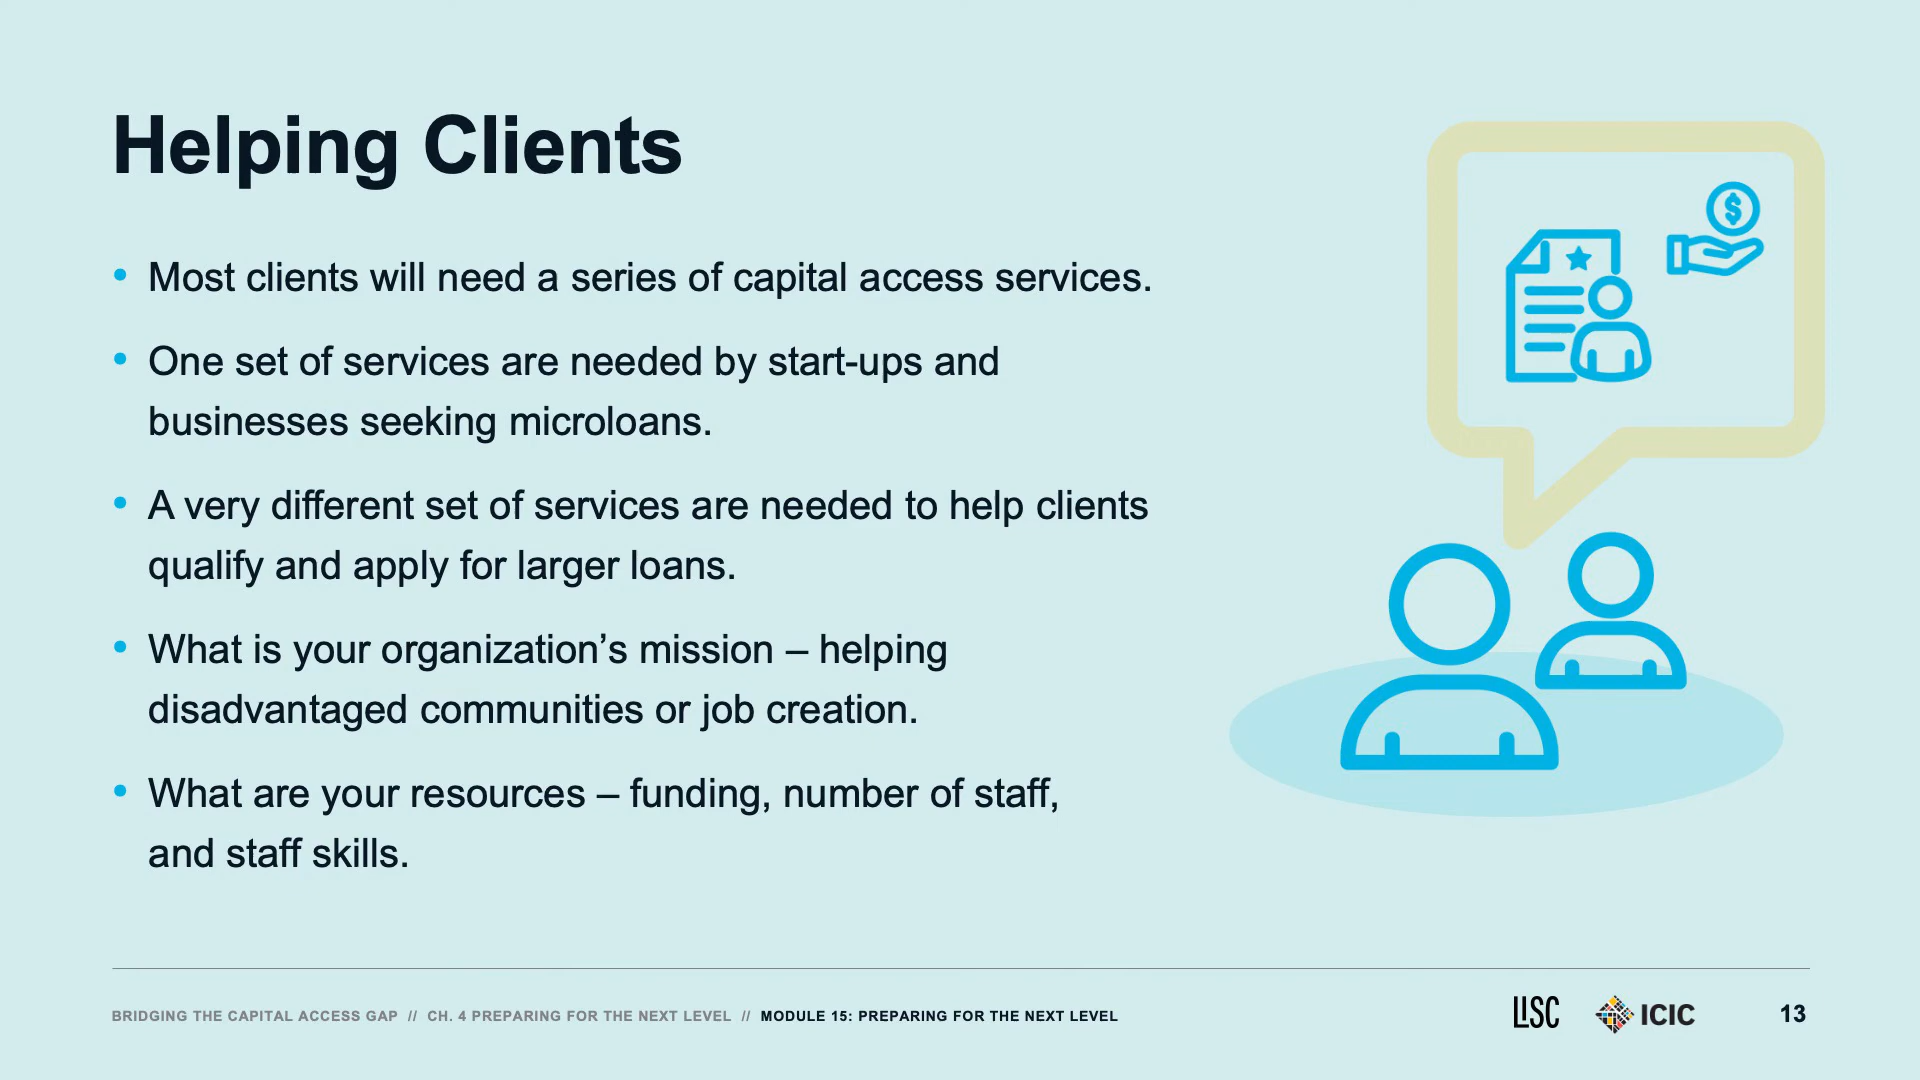 Helping Clients
• Most clients will need a series of capital access services.
• One set of services are needed by start-ups and
businesses seeking microloans.
• A very different set of services are needed to help clients
qualify and apply for larger loans.
• What is your organization’s mission – helping
disadvantaged communities or job creation.
• What are your resources – funding, number of staff,
and staff skills.
$
BRIDGING THE CAPITAL ACCESS GAP // CH. 4 PREPARING FOR THE NEXT LEVEL // MODULE 15: PREPARING FOR THE NEXT LEVEL
LISC
ICIC
13